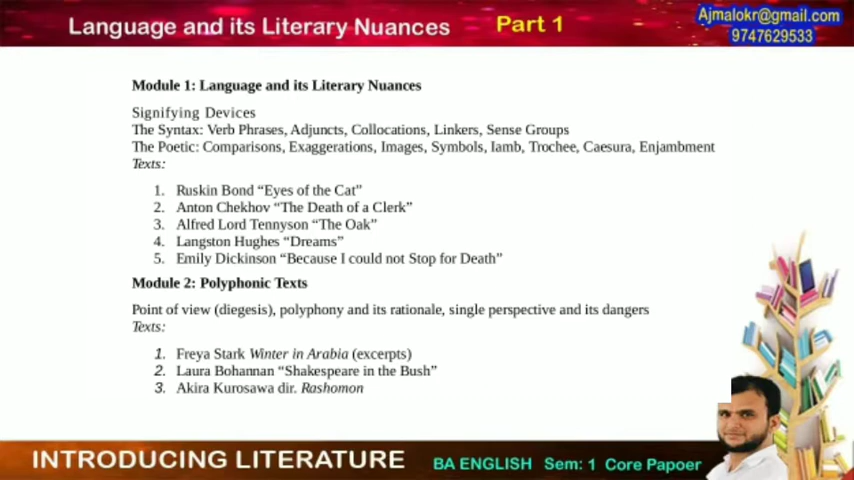 Language and its Literary Nuances
Part 1
Ajmalokr@gmail.com
9747629533
Module 1: Language and its Literary Nuances
Signifying Devices
The Syntax: Verb Phrases, Adjuncts, Collocations, Linkers, Sense Groups
The Poetic: Comparisons, Exaggerations, Images, Symbols, Iamb, Trochee, Caesura, Enjambment
Texts:
1. Ruskin Bond “Eyes of the Cat”
2. Anton Chekhov “The Death of a Clerk”
3. Alfred Lord Tennyson “The Oak”
4. Langston Hughes “Dreams”
5. Emily Dickinson “Because I could not Stop for Death”
Module 2: Polyphonic Texts
Point of view (diegesis), polyphony and its rationale, single perspective and its dangers
Texts:
1. Freya Stark Winter in Arabia (excerpts)
2. Laura Bohannan “Shakespeare in the Bush”
3. Akira Kurosawa dir. Rashomon
INTRODUCING LITERATURE
BA ENGLISH Sem: 1 Core Papoer